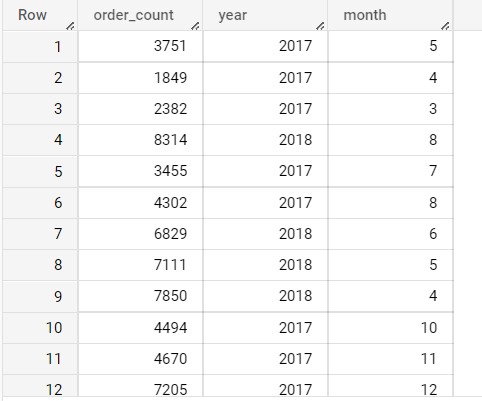 Row order_count year month
1 3751 2017 5
2 1849 2017 4
3 2382 2017 3
4 8314 2018 8
5 3455 2017 7
6 4302 2017 8
7 6829 2018 6
8 7111 2018 5
9 7850 2018 4
10 4494 2017 10
11 4670 2017 11
12 7205 2017 12